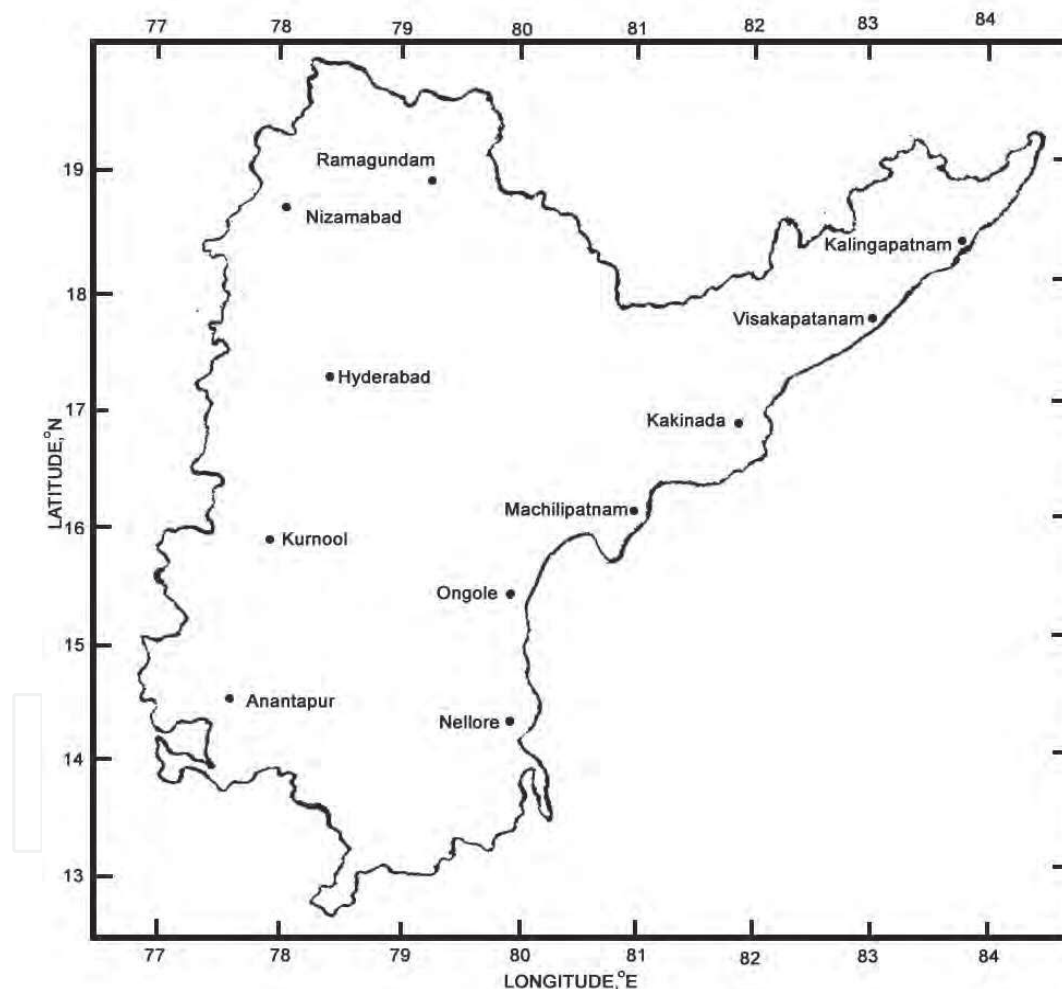 77 78 79 80 81 82 83 84
Ramagundam
19
Nizamabad
Kalingapatnam
18
Visakapatanam
Hyderabad
17
Kakinada
LATITUDE,°N
Machilipatnam
16
Kurnool
Ongole
15
Anantapur
Nellore
14
13
77 78 79 80 81 82 83 84
LONGITUDE,°E